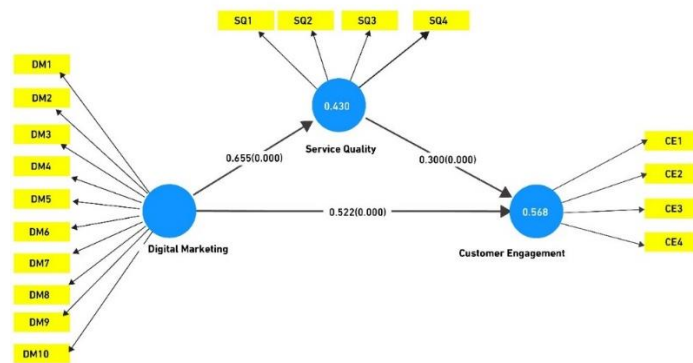 SQ1
SQ2
SQ3
SQ4
DM1
DM2
DM3
DM4
DM5
DM6
DM7
DM8
DM9
DM10
0.430
Service Quality
0.655(0.000)
0.300(0.000)
0.522(0.000)
Digital Marketing
0.568
Customer Engagement
CE1
CE2
CE3
CE4